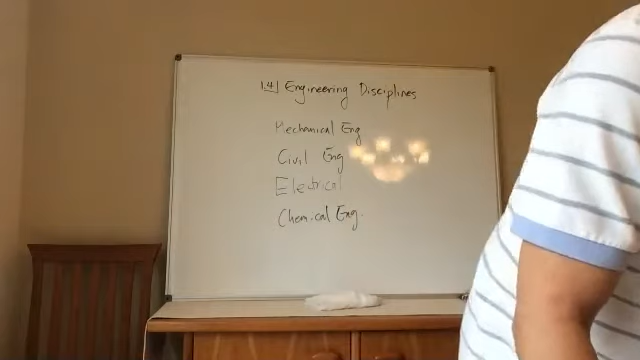 1.4 Engineering Disciplines
Mechanical Eng
Civil Eng
Electrical
Chemical Eng.